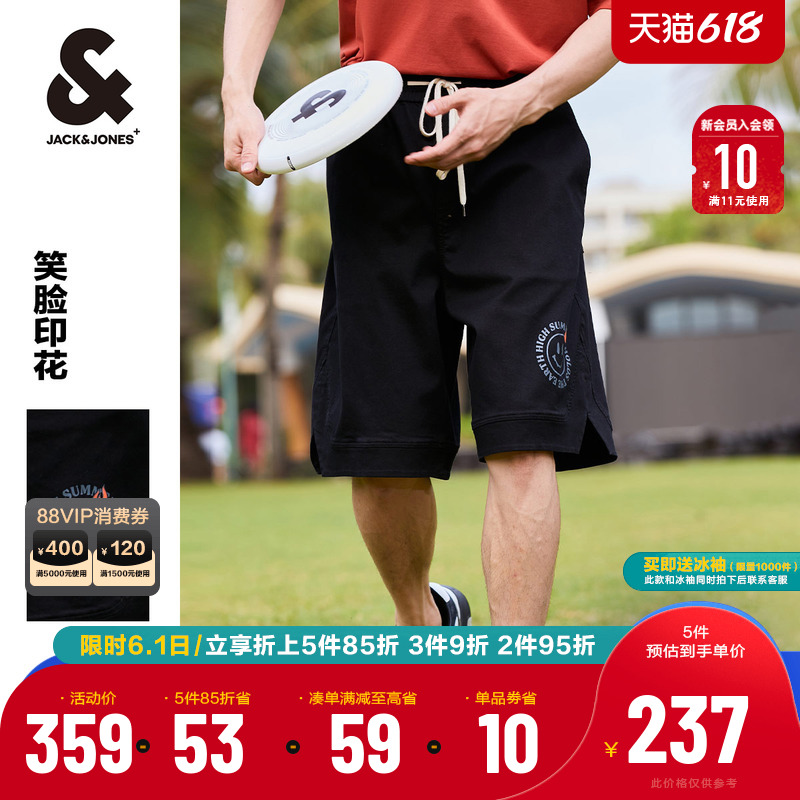 &
JACK&JONES+
天猫618
新会员入会领
¥10
满11元使用
笑脸印花
HIGH SUMM
EARTH
SUMM
88VIP消费券
¥400
满5000元使用
¥120
满1500元使用
买即送冰袖(限量1000件)
此款和冰袖同时拍下后联系客服
限时6.1日/立享折上5件85折 3件9折 2件95折
5件
预估到手单价
· 活动价
· 5件85折省
· 凑单满减至高省
· 单品券省
359 - 53 - 59 - 10
¥237
此价格仅供参考